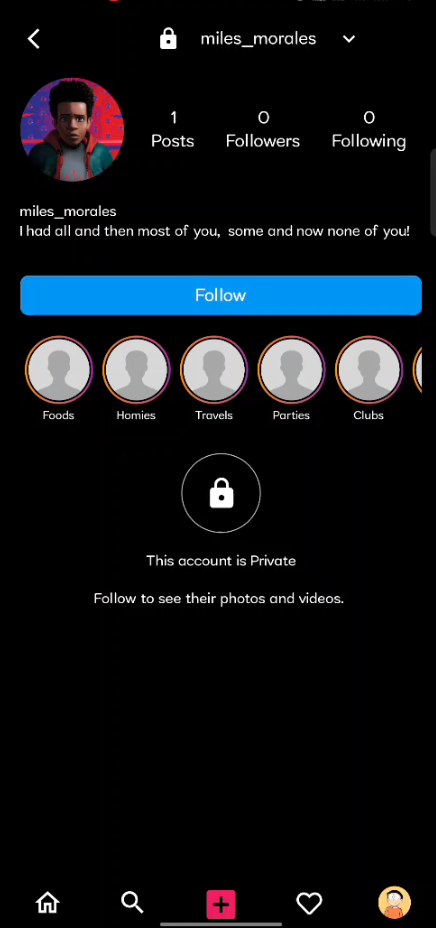 miles_morales
1 0 0
Posts Followers Following
miles_morales
I had all and then most of you, some and now none of you!
Follow
Foods Homies Travels Parties Clubs
This account is Private
Follow to see their photos and videos.